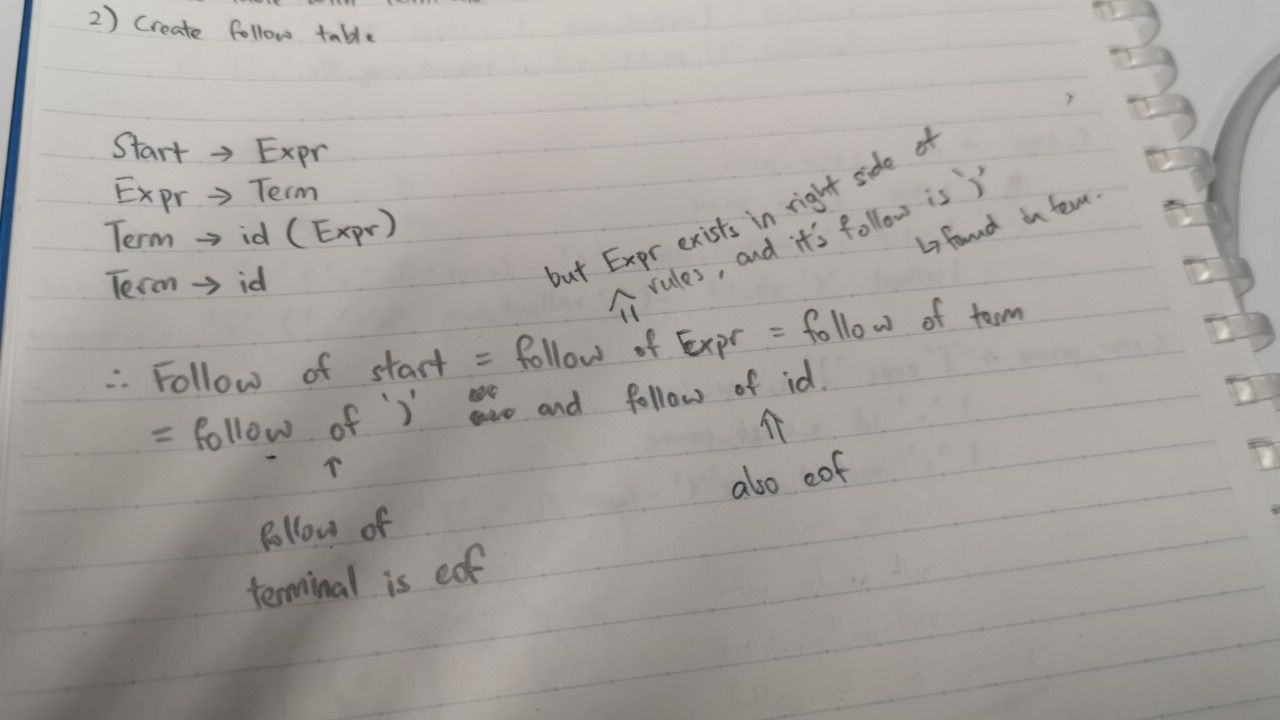 2) Create follow table
Start → Expr
Expr → Term
Term → id (Expr)
Term → id
but Expr exists in right side of
rules, and it's follow is ')'
↳ found in term.
∴ Follow of start = follow of Expr = follow of term
= follow of ')' and follow of id.
↑
⇑
follow of
terminal is eof
also eof